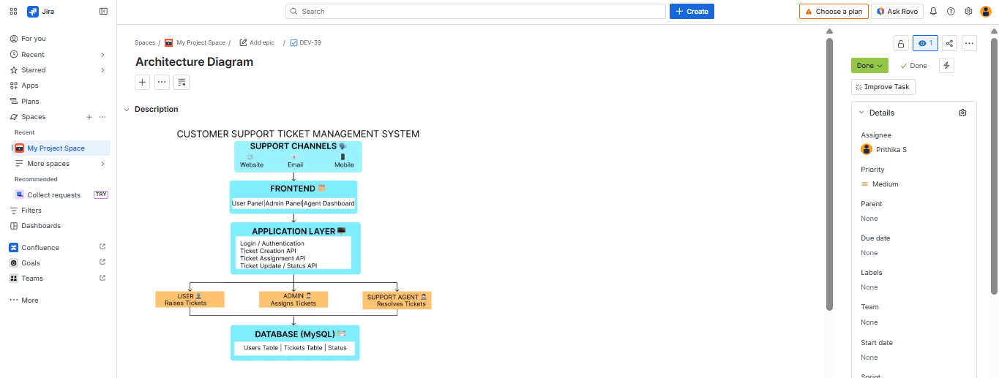 Jira
Search
Create
Choose a plan
Ask Rovo
For you
Recent
Starred
Apps
Plans
Spaces
Recent
My Project Space
More spaces
Recommended
Collect requests TRY
Filters
Dashboards
Confluence
Goals
Teams
More
Spaces / My Project Space / Add epic / DEV-39
Architecture Diagram
Description
CUSTOMER SUPPORT TICKET MANAGEMENT SYSTEM
SUPPORT CHANNELS
Website Email Mobile
FRONTEND
User Panel|Admin Panel|Agent Dashboard
APPLICATION LAYER
Login / Authentication
Ticket Creation API
Ticket Assignment API
Ticket Update / Status API
USER
Raises Tickets
ADMIN
Assigns Tickets
SUPPORT AGENT
Resolves Tickets
DATABASE (MySQL)
Users Table | Tickets Table | Status
1
Done Done
Improve Task
Details
Assignee
Prithika S
Priority
Medium
Parent
None
Due date
None
Labels
None
Team
None
Start date
None
Sprint